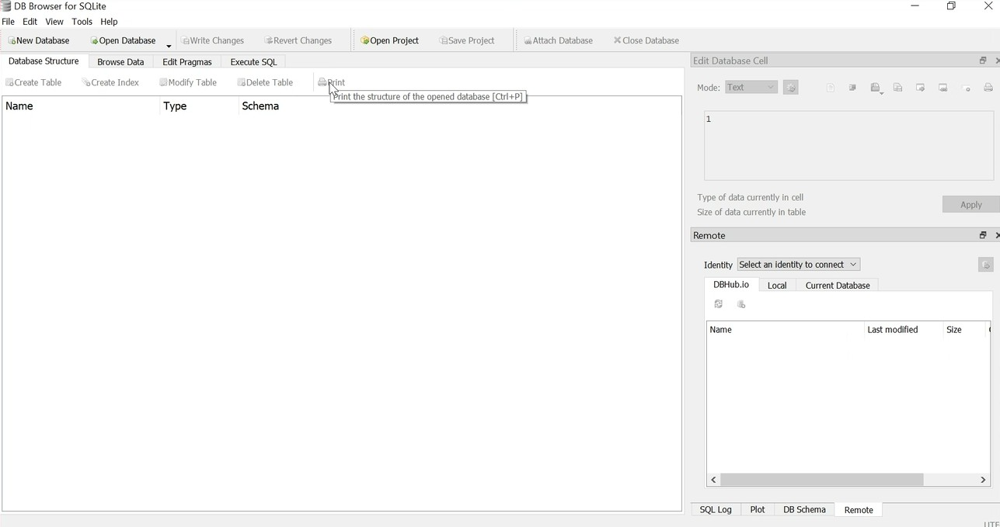 DB Browser for SQLite
File Edit View Tools Help
New Database Open Database Write Changes Revert Changes Open Project Save Project Attach Database Close Database
Database Structure Browse Data Edit Pragmas Execute SQL
Create Table Create Index Modify Table Delete Table Print
Print the structure of the opened database [Ctrl+P]
Name Type Schema
Edit Database Cell
Mode: Text
1
Type of data currently in cell
Size of data currently in table
Apply
Remote
Identity Select an identity to connect
DBHub.io Local Current Database
Name Last modified Size
SQL Log Plot DB Schema Remote